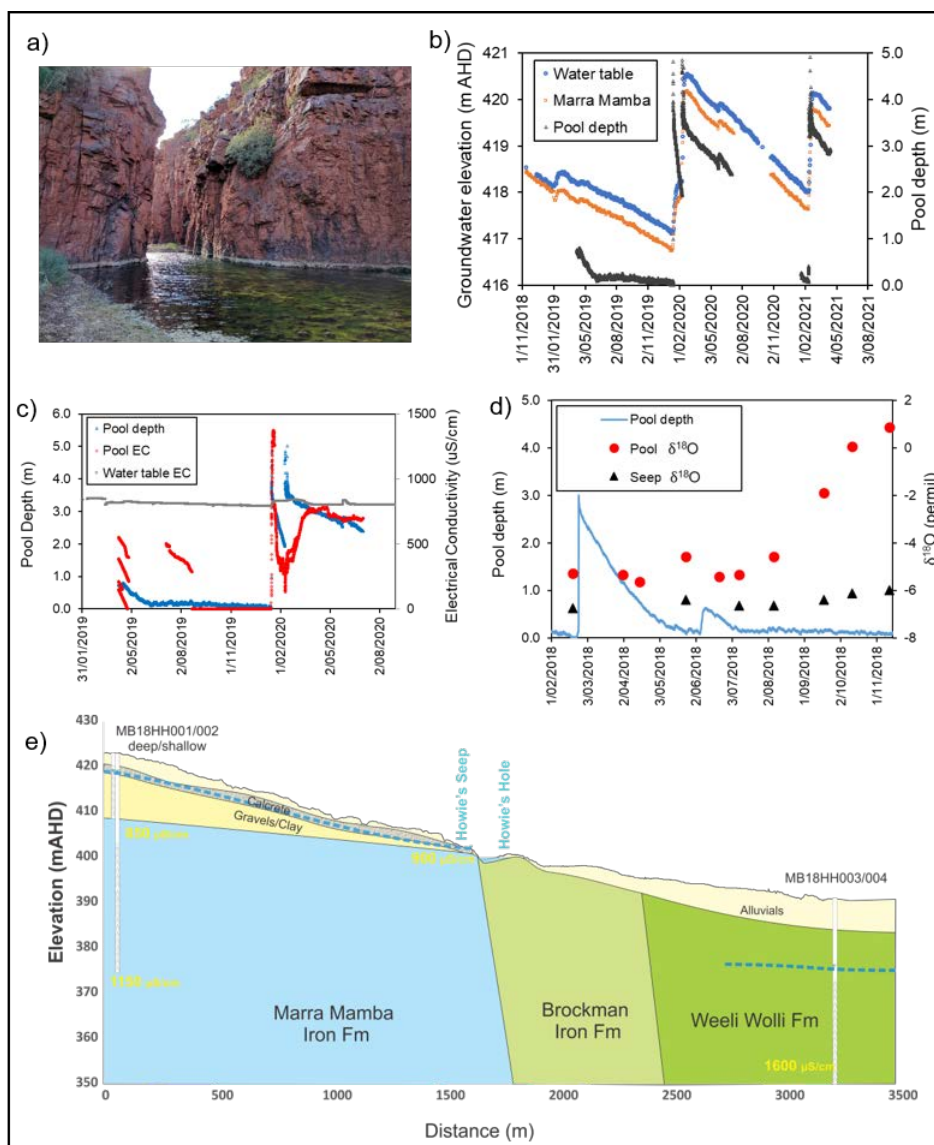 a)
b)
421
420
419
418
417
416
Groundwater elevation (m AHD)
Water table
Marra Mamba
Pool depth
5.0
4.0
3.0
2.0
1.0
0.0
Pool depth (m)
1/11/2018
31/01/2019
3/05/2019
2/08/2019
2/11/2019
1/02/2020
3/05/2020
2/08/2020
2/11/2020
1/02/2021
4/05/2021
3/08/2021
c)
6.0
5.0
4.0
3.0
2.0
1.0
0.0
Pool Depth (m)
Pool depth
Pool EC
Water table EC
1500
1000
500
0
Electrical Conductivity (uS/cm)
31/01/2019
2/05/2019
2/08/2019
1/11/2019
1/02/2020
2/05/2020
2/08/2020
d)
5.0
4.0
3.0
2.0
1.0
0.0
Pool depth (m)
Pool depth
Pool δ18O
Seep δ18O
2
0
-2
-4
-6
-8
δ18O (permil)
1/02/2018
3/03/2018
2/04/2018
3/05/2018
2/06/2018
3/07/2018
2/08/2018
1/09/2018
2/10/2018
1/11/2018
e)
430
420
410
400
390
380
370
360
350
Elevation (mAHD)
MB18HH001/002
deep/shallow
Howie's Seep
Howie's Hole
Calcrete
Gravels/Clay
µS/cm
µS/cm
MB18HH003/004
Alluvials
1150 µS/cm
Marra Mamba
Iron Fm
Brockman
Iron Fm
Weeli Wolli Fm
1600 µS/cm
0
500
1000
1500
2000
2500
3000
3500
Distance (m)